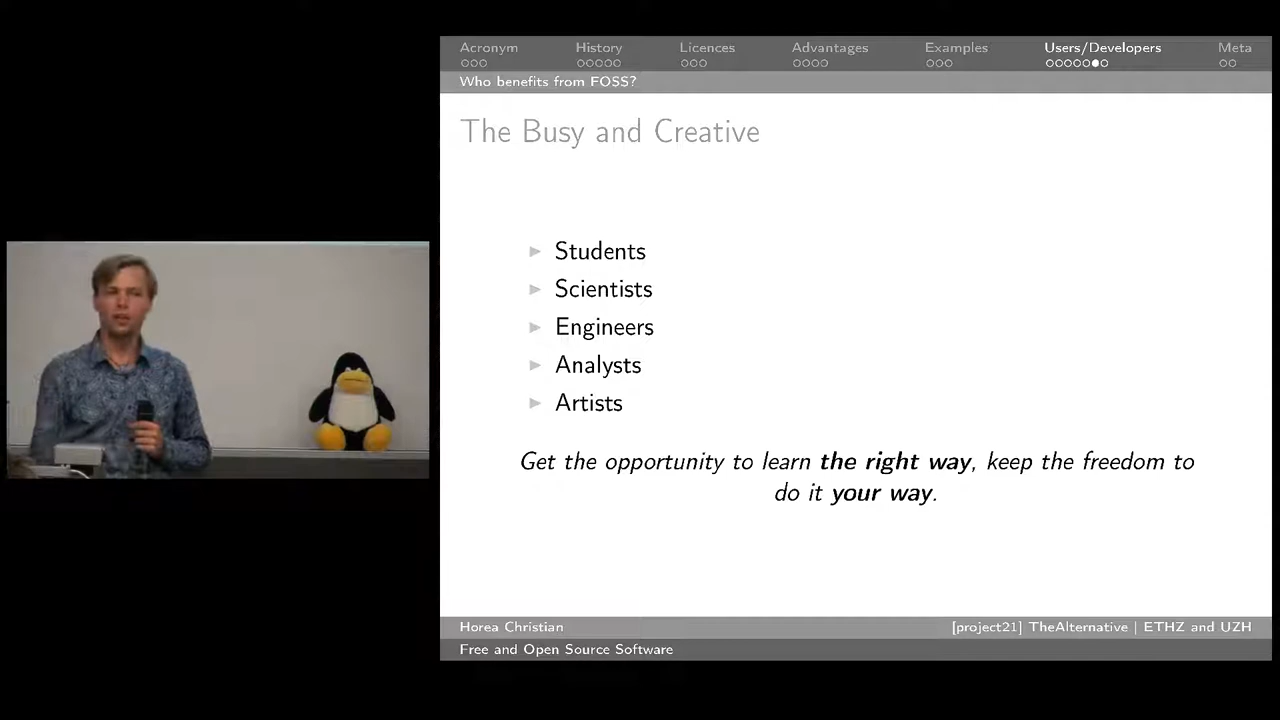 Acronym History Licences Advantages Examples Users/Developers Meta
Who benefits from FOSS?
The Busy and Creative
Students
Scientists
Engineers
Analysts
Artists
Get the opportunity to learn the right way, keep the freedom to
do it your way.
Horea Christian [project21] TheAlternative | ETHZ and UZH
Free and Open Source Software